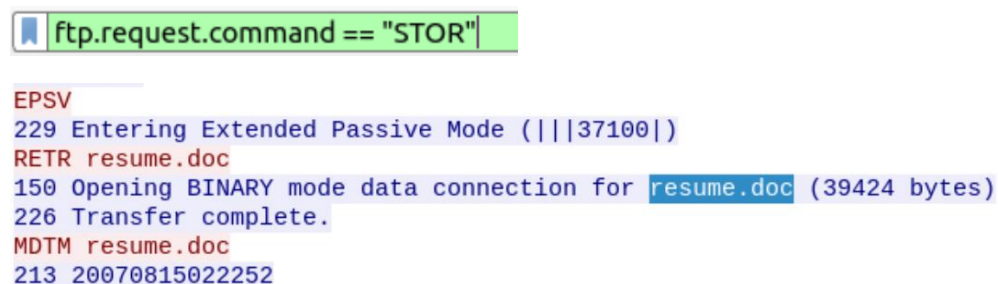 ftp.request.command == "STOR"
EPSV
229 Entering Extended Passive Mode (|||37100|)
RETR resume.doc
150 Opening BINARY mode data connection for resume.doc (39424 bytes)
226 Transfer complete.
MDTM resume.doc
213 20070815022252